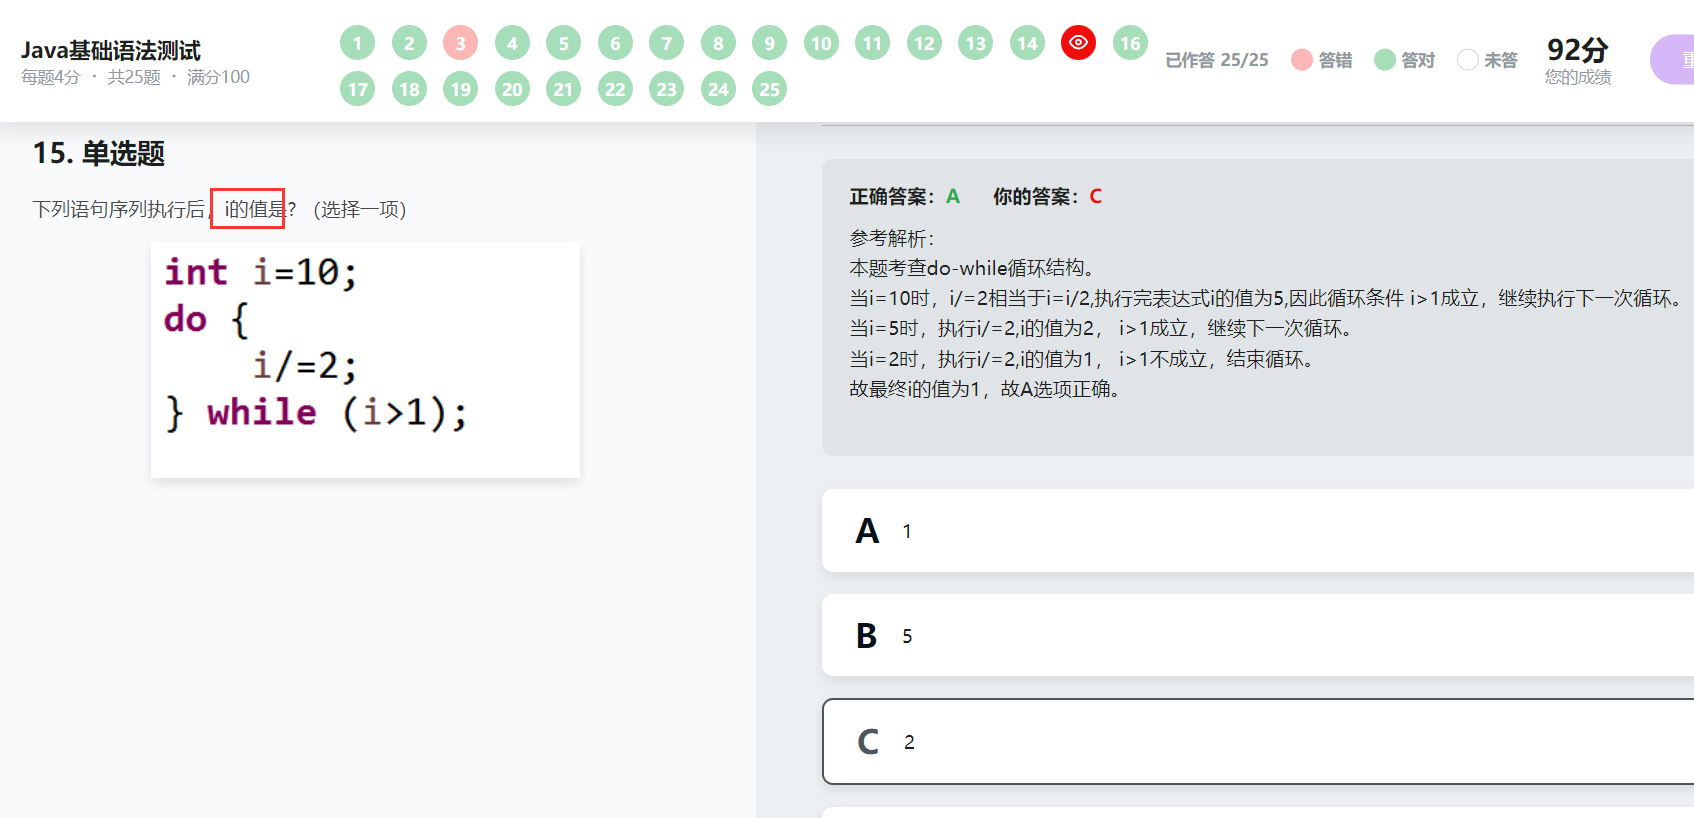 Java基础语法测试
每题4分 · 共25题 · 满分100
1 2 3 4 5 6 7 8 9 10 11 12 13 14 16
17 18 19 20 21 22 23 24 25
已作答 25/25 答错 答对 未答
92分
您的成绩
15. 单选题
下列语句序列执行后，i的值是？（选择一项）
int i=10;
do {
i/=2;
} while (i>1);
正确答案：A 你的答案：C
参考解析：
本题考查do-while循环结构。
当i=10时，i/=2相当于i=i/2,执行完表达式i的值为5,因此循环条件 i>1成立，继续执行下一次循环。
当i=5时，执行i/=2,i的值为2， i>1成立，继续下一次循环。
当i=2时，执行i/=2,i的值为1， i>1不成立，结束循环。
故最终i的值为1，故A选项正确。
A 1
B 5
C 2